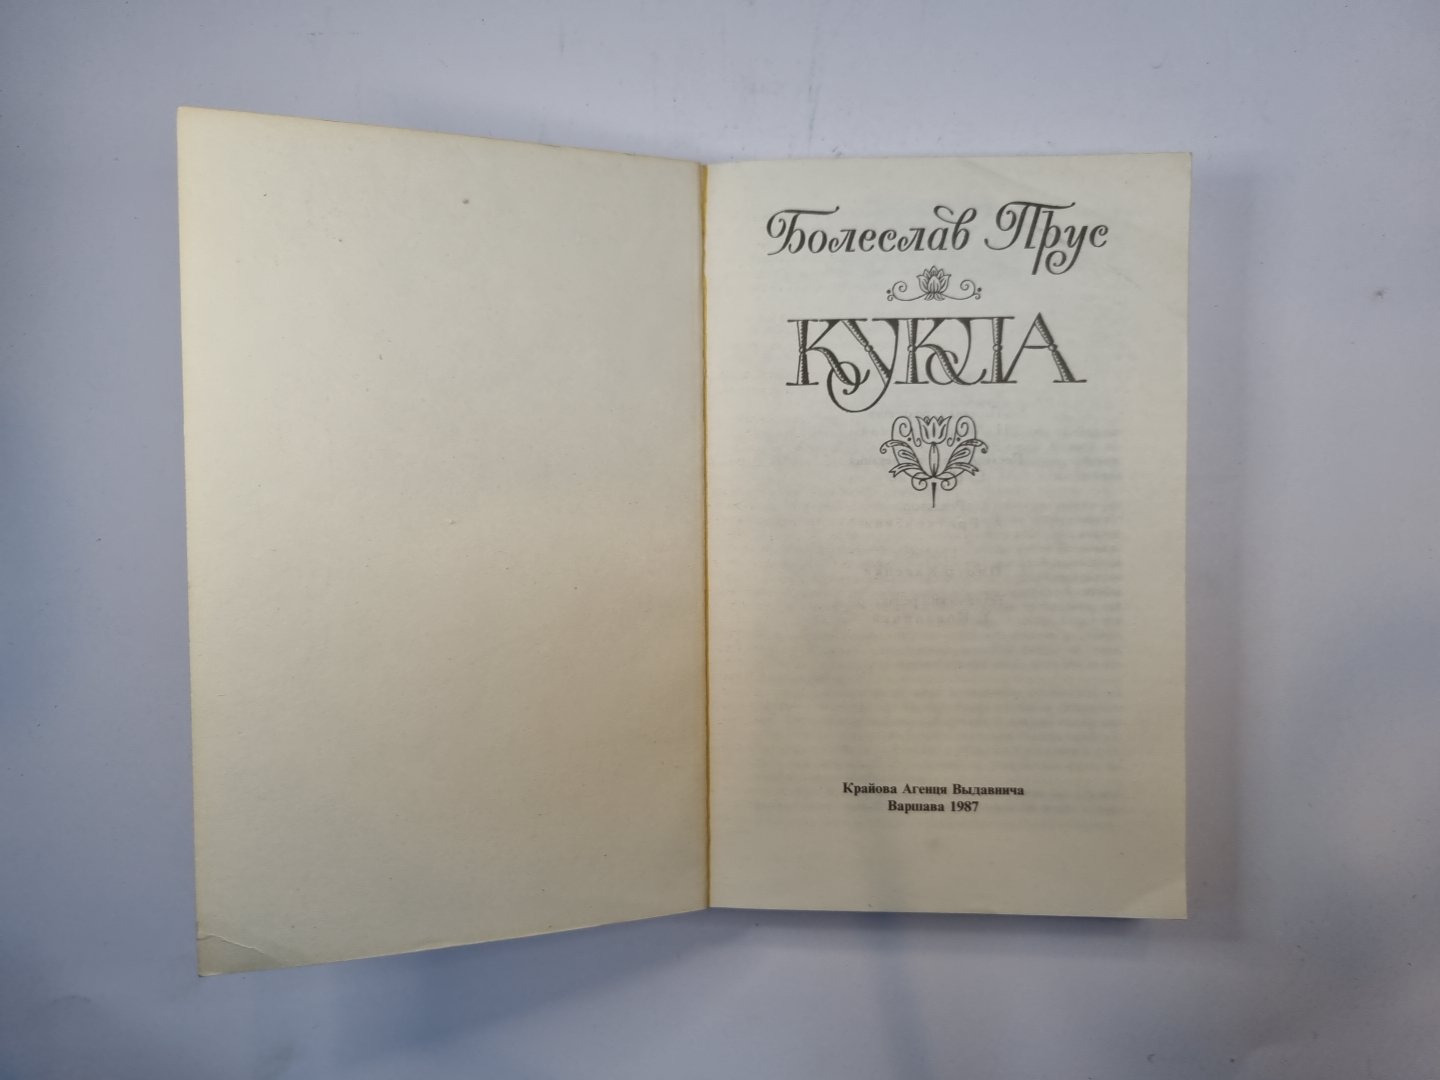 Болеслав Прус
КУКЛА
Крайова Агенця Выдавнича
Варшава 1987